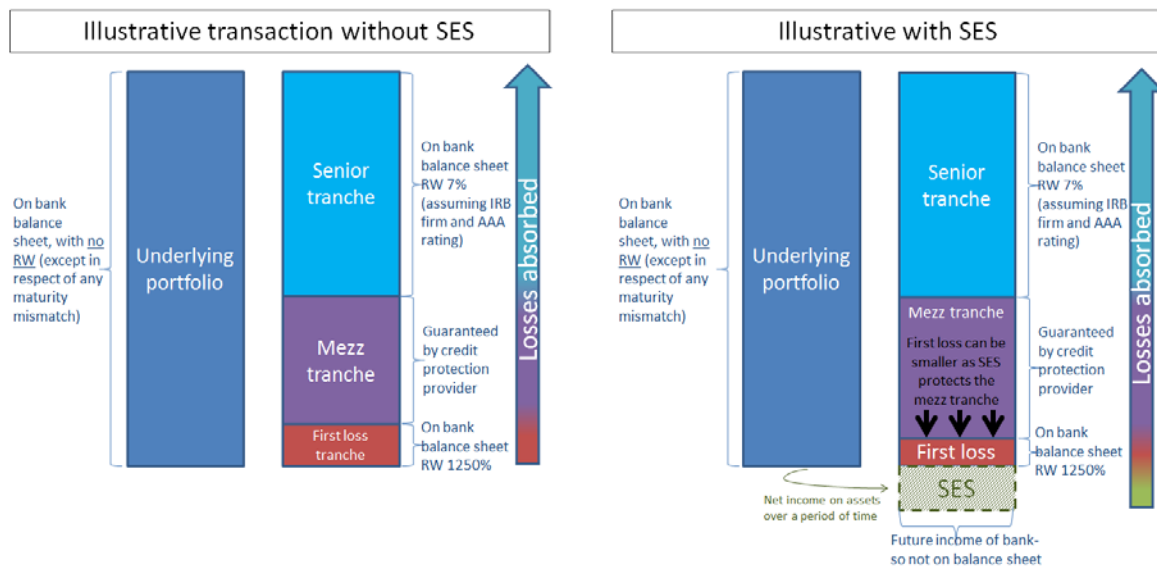 Illustrative transaction without SES
On bank
balance
sheet, with no
RW (except in
respect of any
maturity
mismatch)
Underlying
portfolio
Senior
tranche
On bank
balance sheet
RW 7%
(assuming IRB
firm and AAA
rating)
Mezz
tranche
Guaranteed
by credit
protection
provider
First loss
tranche
On bank
balance sheet
RW 1250%
Losses absorbed
Illustrative with SES
On bank
balance
sheet, with no
RW (except in
respect of any
maturity
mismatch)
Underlying
portfolio
Senior
tranche
On bank
balance sheet
RW 7%
(assuming IRB
firm and AAA
rating)
Mezz tranche
First loss can be
smaller as SES
protects the
mezz tranche
Guaranteed
by credit
protection
provider
First loss
On bank
balance sheet
RW 1250%
SES
Net income on assets
over a period of time
Future income of bank-
so not on balance sheet
Losses absorbed